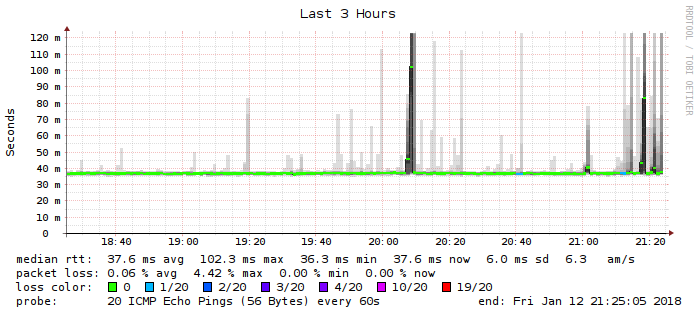 Last 3 Hours
RRDTOOL / TOBI OETIKER
Seconds
120 m
110 m
100 m
90 m
80 m
70 m
60 m
50 m
40 m
30 m
20 m
10 m
0
18:40 19:00 19:20 19:40 20:00 20:20 20:40 21:00 21:20
median rtt: 37.6 ms avg 102.3 ms max 36.3 ms min 37.6 ms now 6.0 ms sd 6.3 am/s
packet loss: 0.06 % avg 4.42 % max 0.00 % min 0.00 % now
loss color: 0 1/20 2/20 3/20 4/20 10/20 19/20
probe: 20 ICMP Echo Pings (56 Bytes) every 60s end: Fri Jan 12 21:25:05 2018